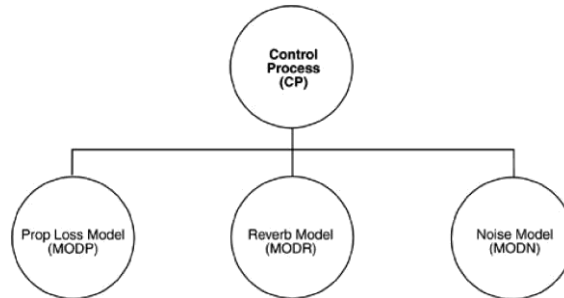 Control
Process
(CP)
Prop Loss Model
(MODP)
Reverb Model
(MODR)
Noise Model
(MODN)